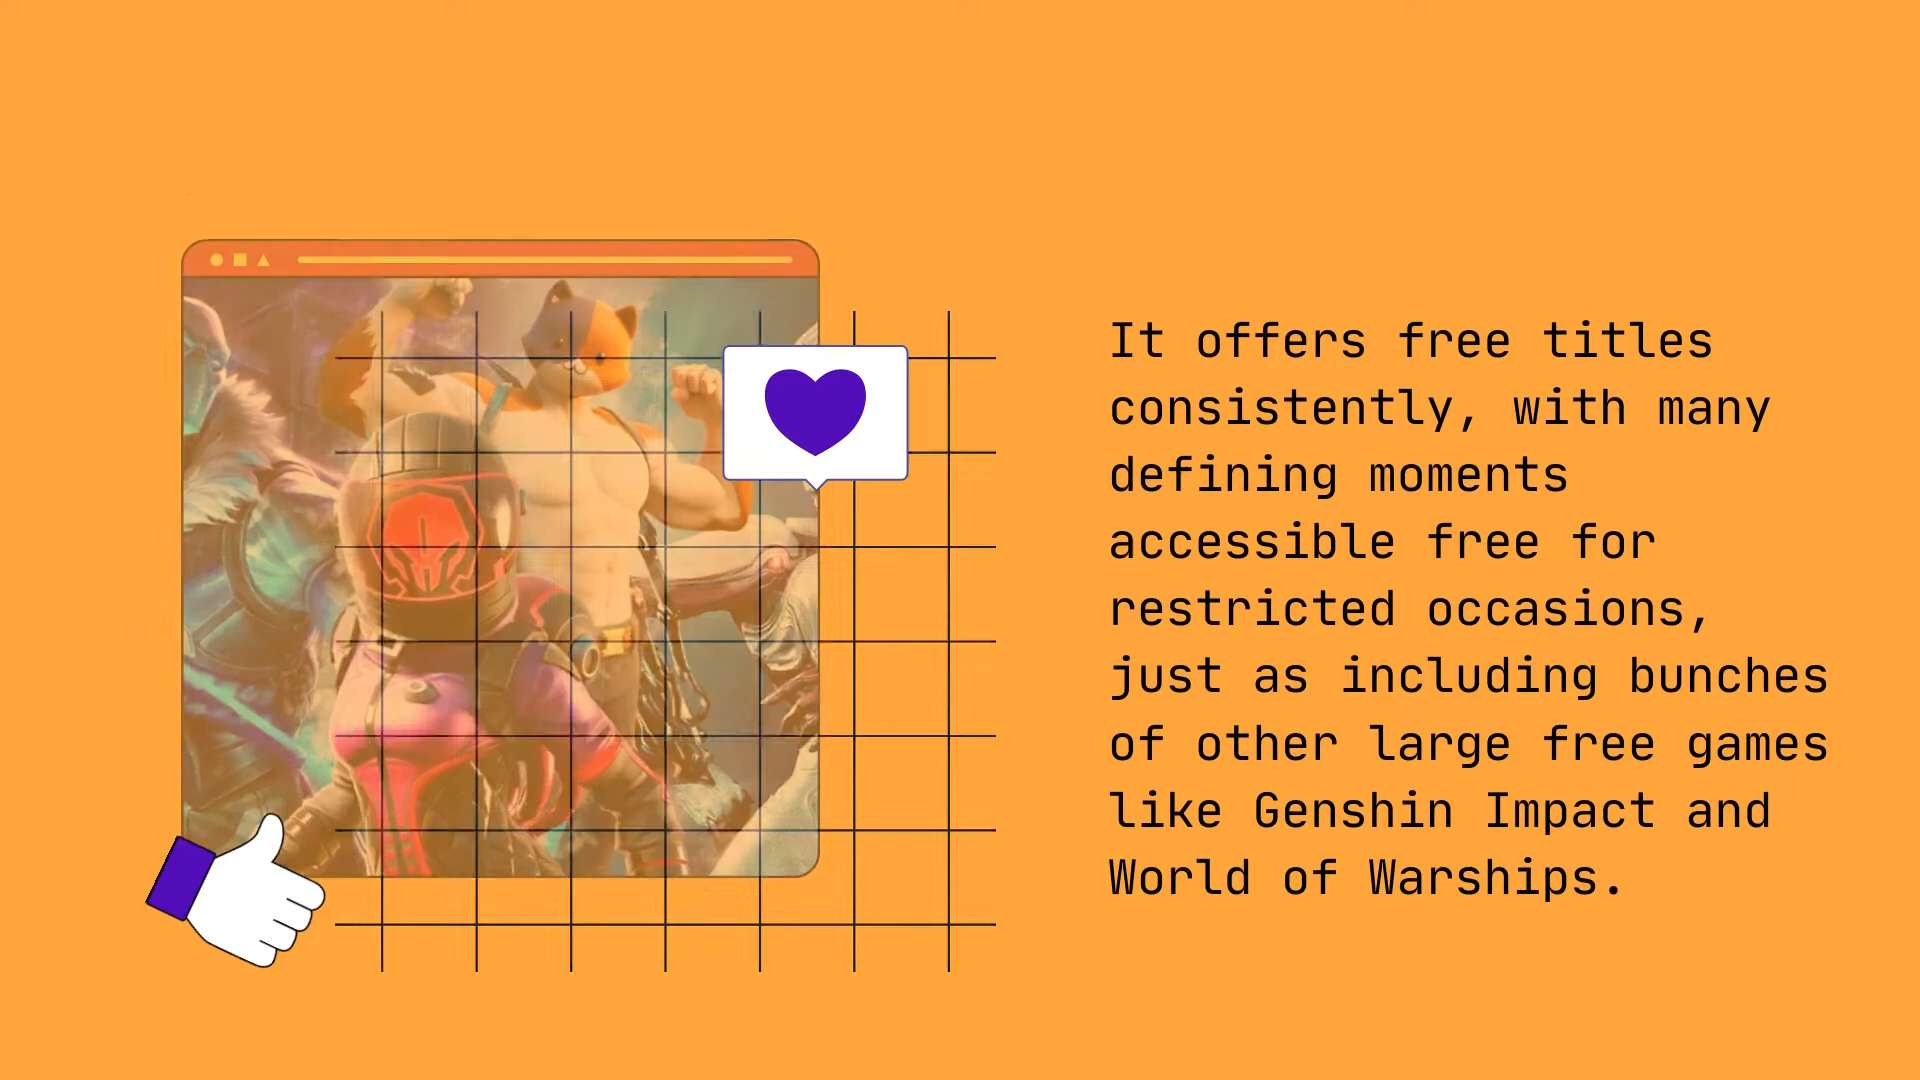 It offers free titles
consistently, with many
defining moments
accessible free for
restricted occasions,
just as including bunches
of other large free games
like Genshin Impact and
World of Warships.